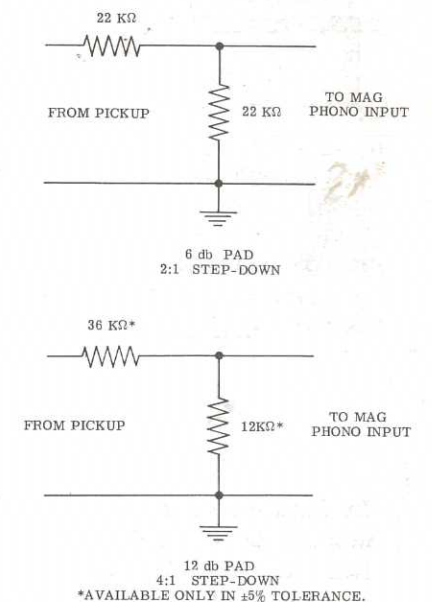 22 KΩ
FROM PICKUP
22 KΩ
TO MAG
PHONO INPUT
6 db PAD
2:1 STEP-DOWN
36 KΩ*
FROM PICKUP
12KΩ*
TO MAG
PHONO INPUT
12 db PAD
4:1 STEP-DOWN
*AVAILABLE ONLY IN ±5% TOLERANCE.